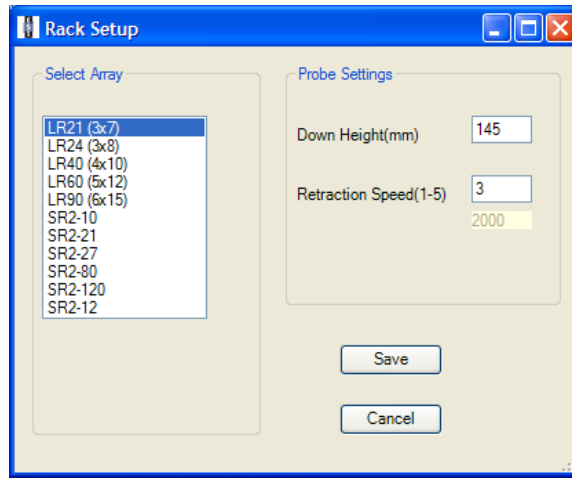 Rack Setup
Select Array
LR21 (3x7)
LR24 (3x8)
LR40 (4x10)
LR60 (5x12)
LR90 (6x15)
SR2-10
SR2-21
SR2-27
SR2-80
SR2-120
SR2-12
Probe Settings
Down Height(mm) 145
Retraction Speed(1-5) 3
2000
Save
Cancel